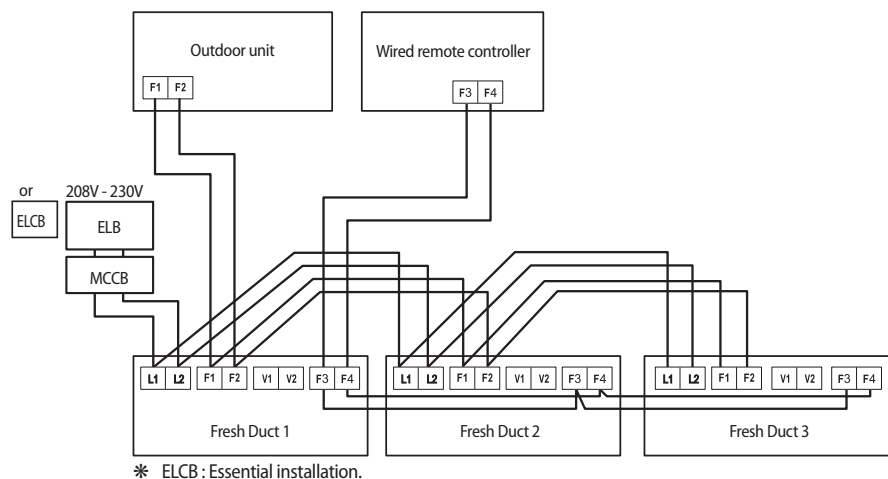 Outdoor unit
Wired remote controller
F1 F2
F3 F4
or 208V - 230V
ELCB
ELB
MCCB
L1 L2 F1 F2 V1 V2 F3 F4
L1 L2 F1 F2 V1 V2 F3 F4
L1 L2 F1 F2 V1 V2 F3 F4
Fresh Duct 1
Fresh Duct 2
Fresh Duct 3
❋ ELCB : Essential installation.